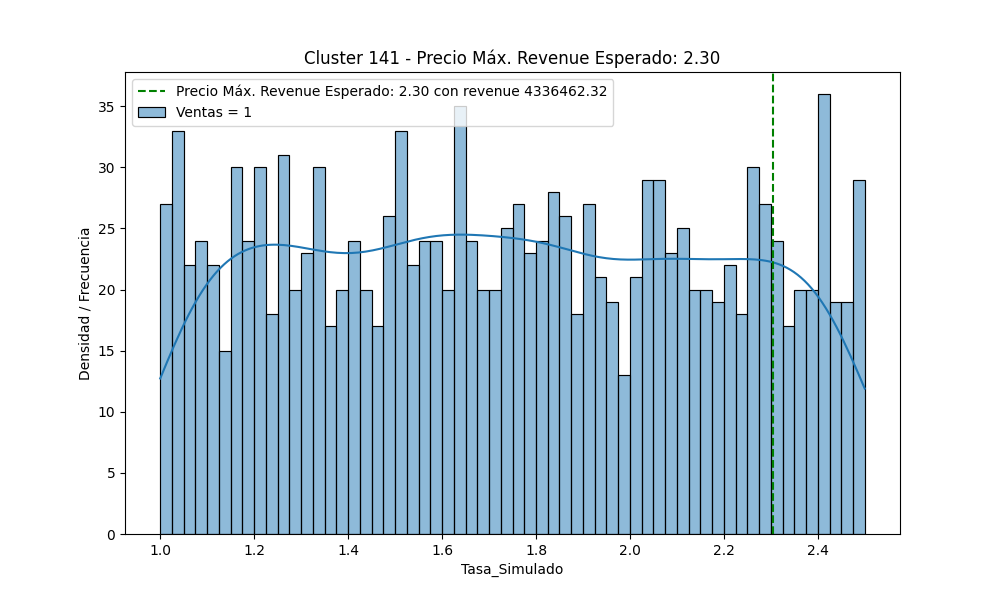 Cluster 141 - Precio Máx. Revenue Esperado: 2.30
Precio Máx. Revenue Esperado: 2.30 con revenue 4336462.32
Ventas = 1
Densidad / Frecuencia
35
30
25
20
15
10
5
0
1.0 1.2 1.4 1.6 1.8 2.0 2.2 2.4
Tasa_Simulado